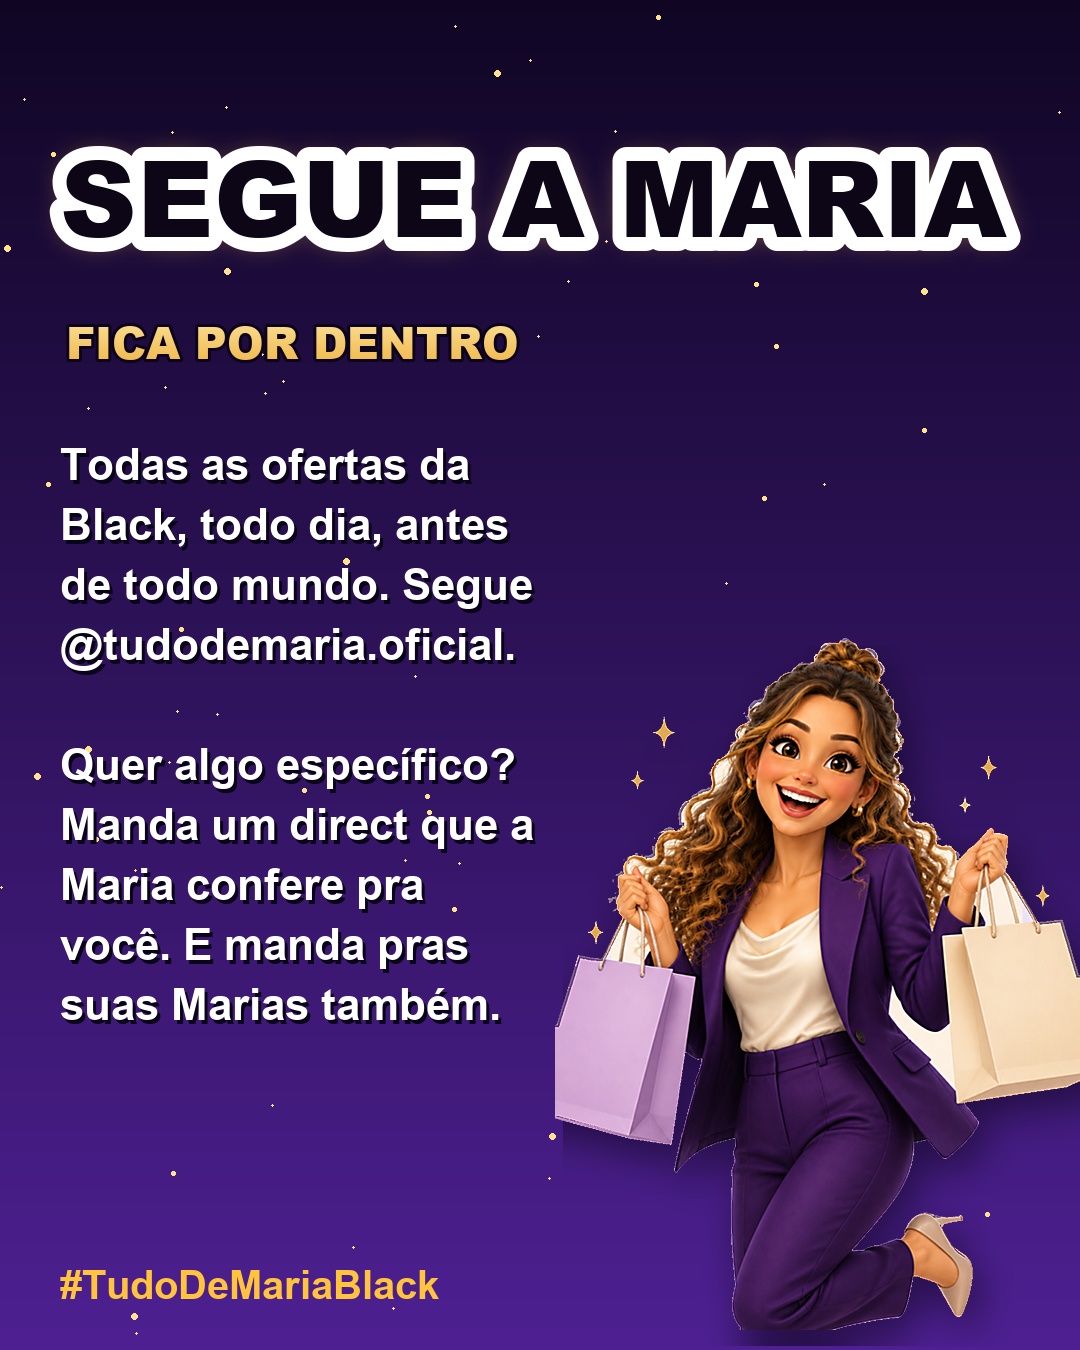 SEGUE A MARIA
FICA POR DENTRO
Todas as ofertas da
Black, todo dia, antes
de todo mundo. Segue
@tudodemaria.oficial.
Quer algo específico?
Manda um direct que a
Maria confere pra
você. E manda pras
suas Marias também.
#TudoDeMariaBlack